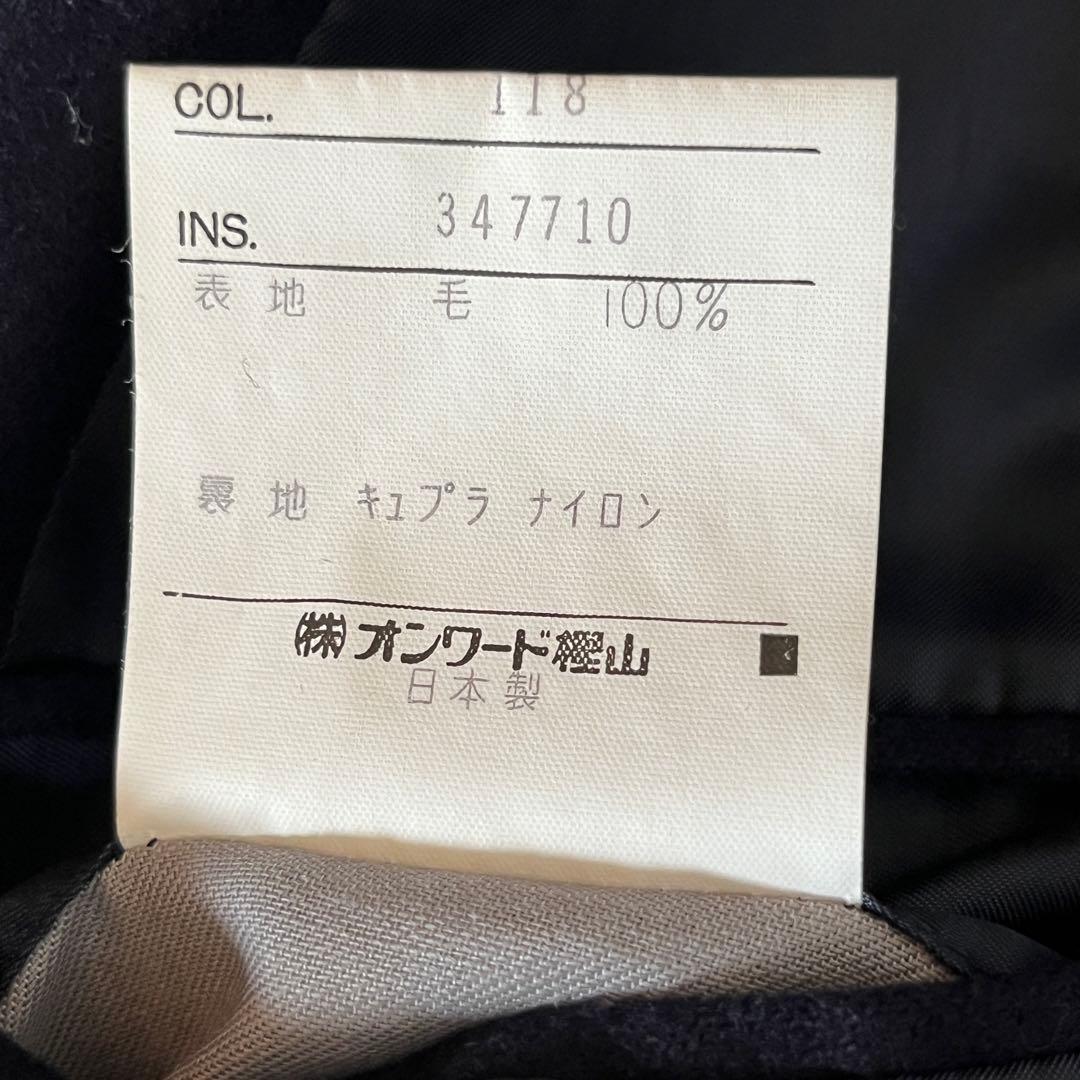 COL. 118
INS. 347710
表地 毛 100%
裏地 キュプラ ナイロン
(株)オンワード樫山
日本製